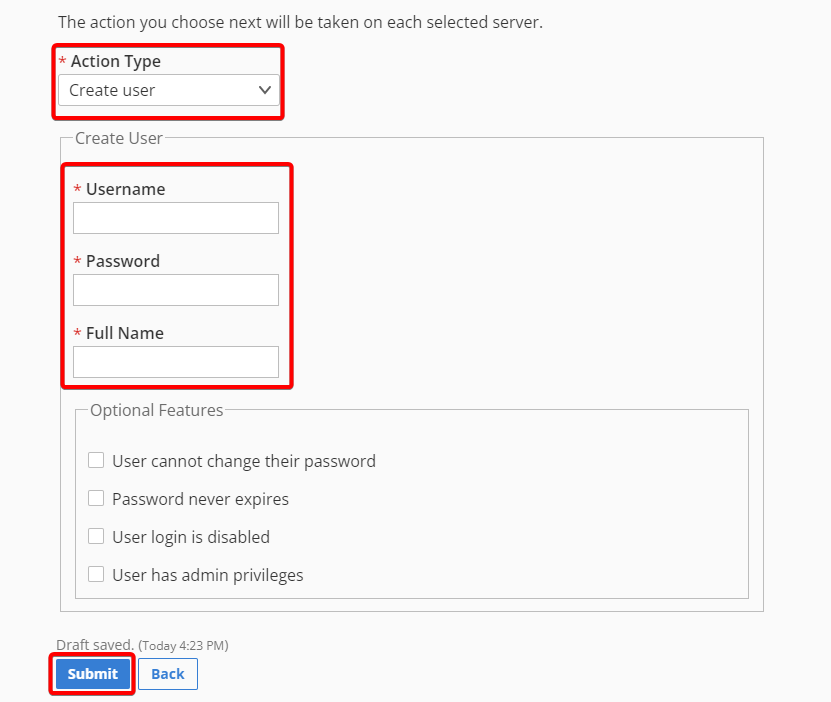 The action you choose next will be taken on each selected server.
* Action Type
Create user
Create User
* Username
* Password
* Full Name
Optional Features
User cannot change their password
Password never expires
User login is disabled
User has admin privileges
Draft saved. (Today 4:23 PM)
Submit Back